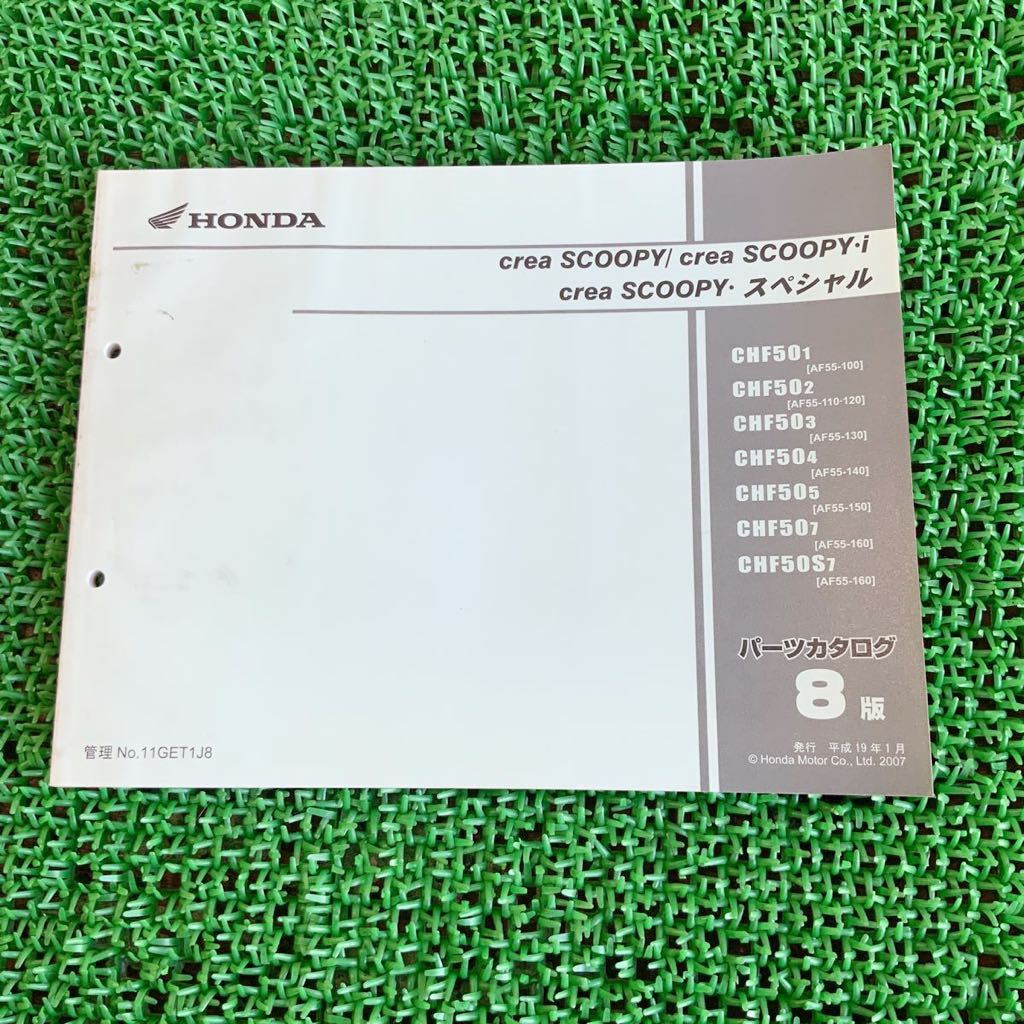 HONDA
crea SCOOPY/ crea SCOOPY･i
crea SCOOPY･ スペシャル
CHF501
[AF55-100]
CHF502
[AF55-110･120]
CHF503
[AF55-130]
CHF504
[AF55-140]
CHF505
[AF55-150]
CHF507
[AF55-160]
CHF50S7
[AF55-160]
パーツカタログ
8 版
発行 平成 19 年 1 月
© Honda Motor Co., Ltd. 2007
管理 No.11GET1J8